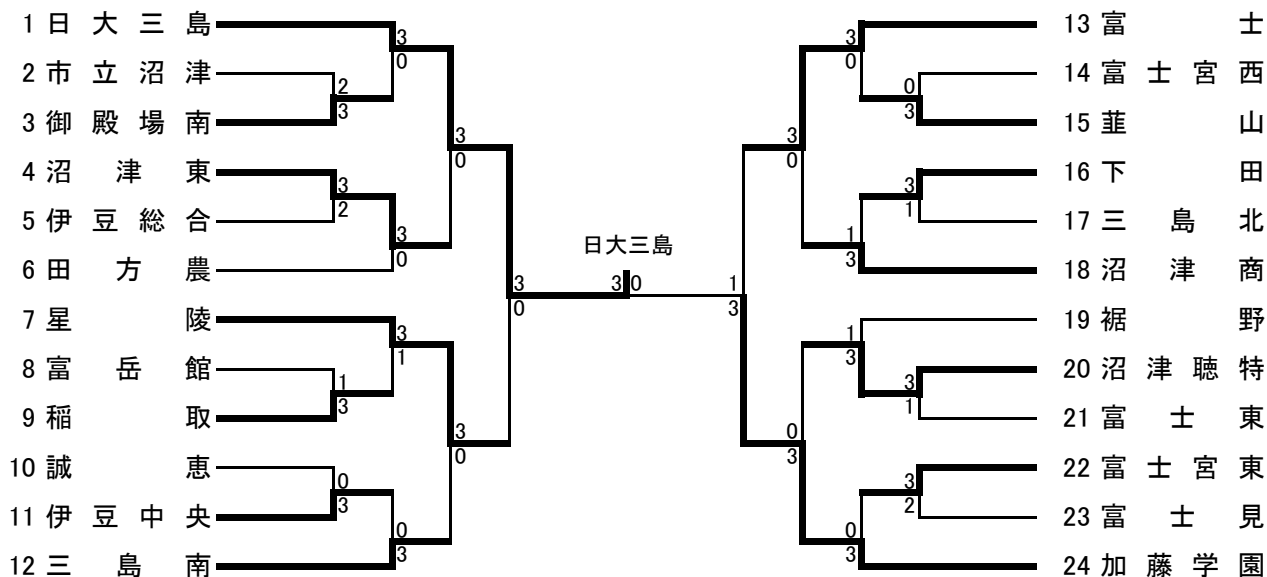 1 日大三島
2 市立沼津
3 御殿場南
4 沼津東
5 伊豆総合
6 田方農
7 星陵
8 富岳館
9 稲取
10 誠恵
11 伊豆中央
12 三島南
3
0
2
3
3
0
3
2
3
0
3
0
3
1
1
3
3
0
0
3
0
3
日大三島
3 0
1
3
3
0
0
3
3
0
3
1
1
3
1
3
3
1
0
3
3
2
0
3
13 富士
14 富士宮西
15 韮山
16 下田
17 三島北
18 沼津商
19 裾野
20 沼津聴特
21 富士東
22 富士宮東
23 富士見
24 加藤学園